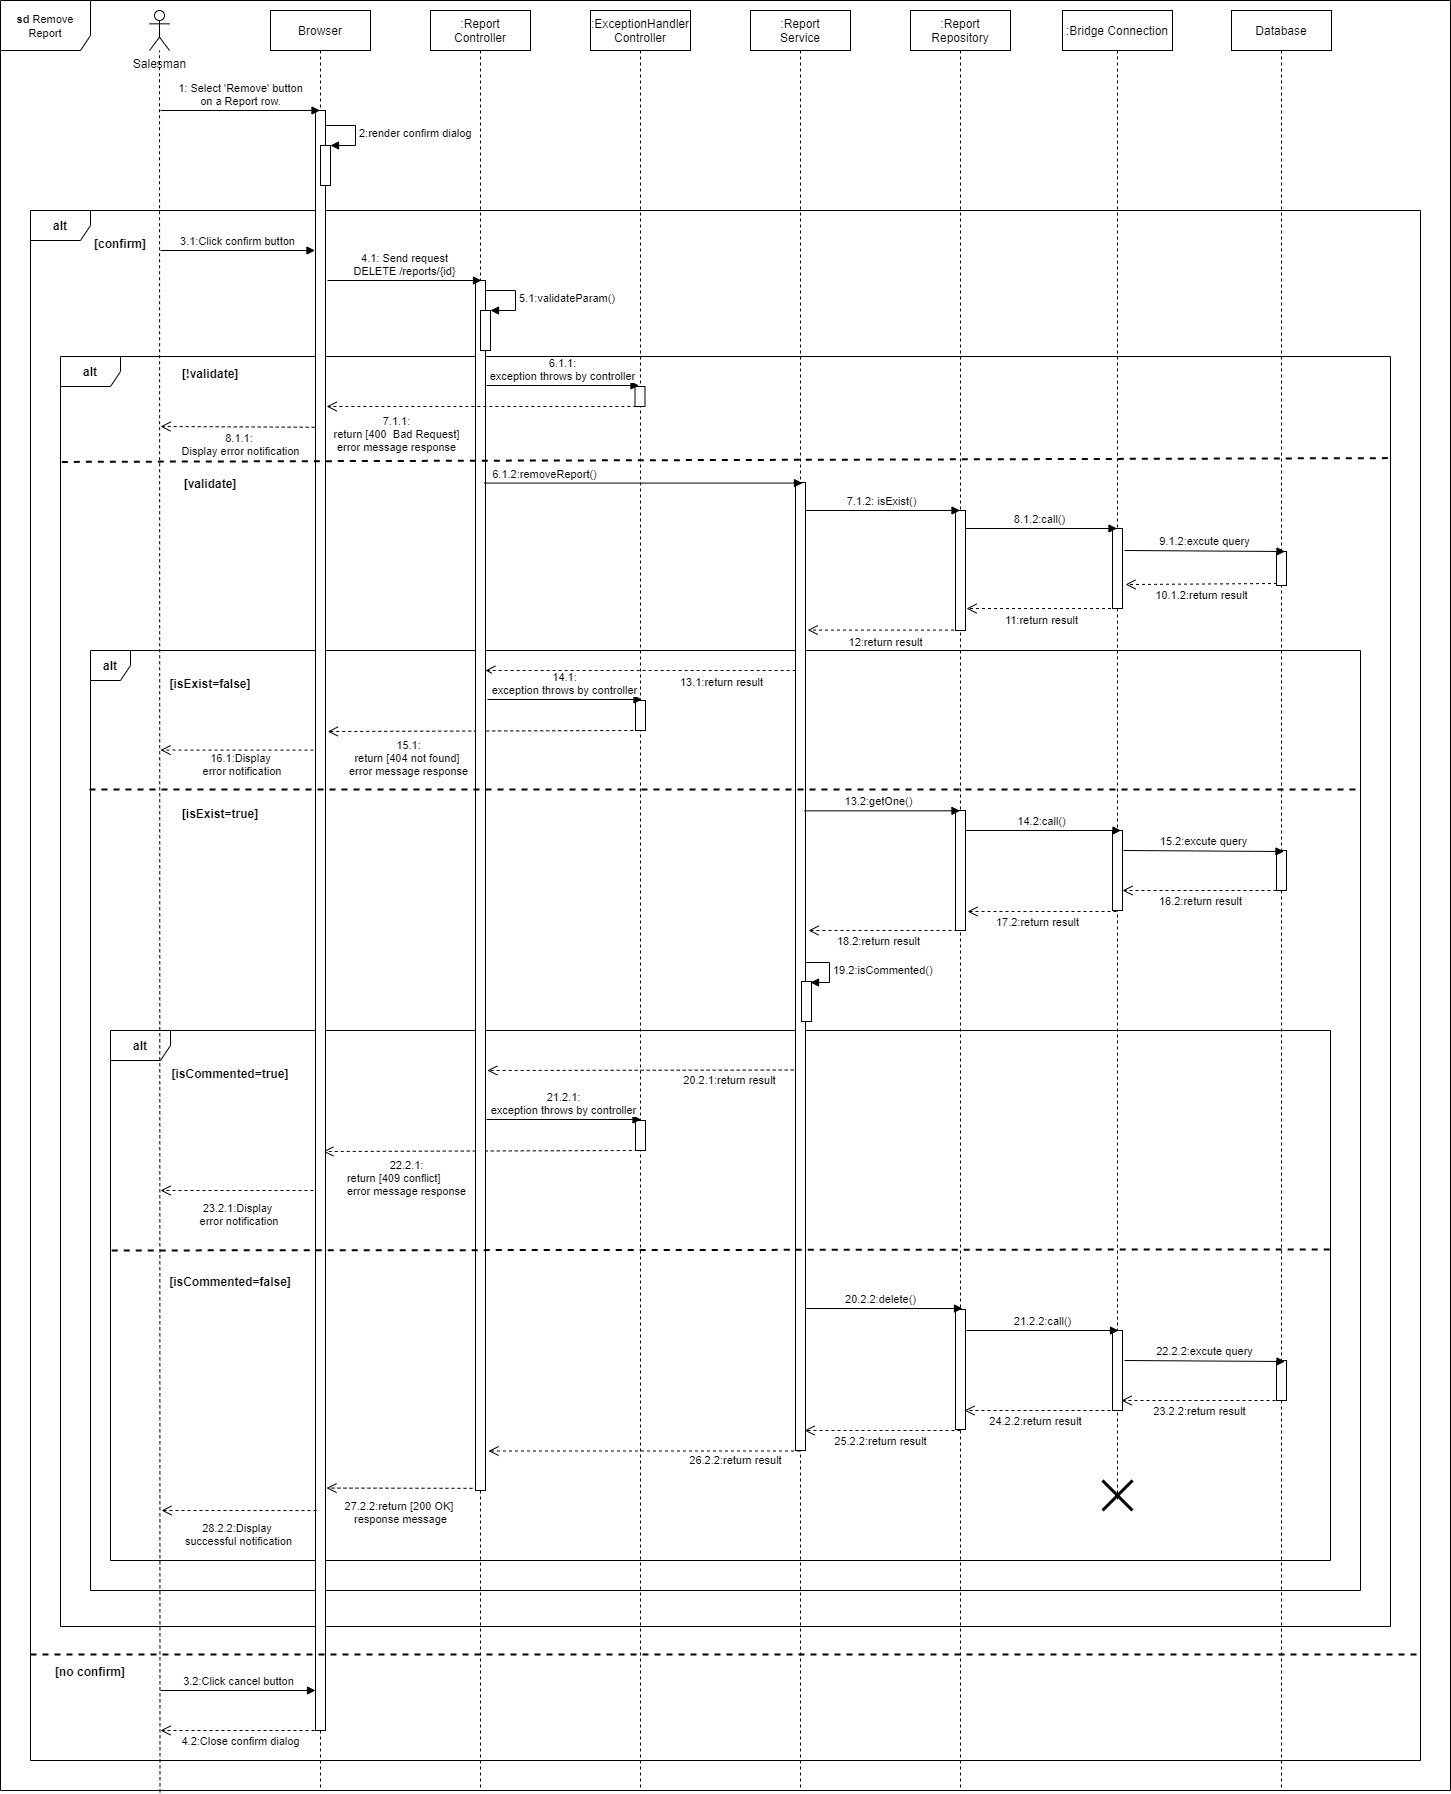 sd Remove
Report
Salesman
Browser
:Report
Controller
:ExceptionHandler
Controller
:Report
Service
:Report
Repository
:Bridge Connection
Database
1: Select 'Remove' button
on a Report row.
2:render confirm dialog
alt
[confirm]
3.1:Click confirm button
4.1: Send request
DELETE /reports/{id}
5.1:validateParam()
alt
[!validate]
6.1.1:
exception throws by controller
7.1.1:
return [400 Bad Request]
error message response
8.1.1:
Display error notification
[validate]
6.1.2:removeReport()
7.1.2: isExist()
8.1.2:call()
9.1.2:excute query
10.1.2:return result
11:return result
12:return result
alt
[isExist=false]
13.1:return result
14.1:
exception throws by controller
15.1:
return [404 not found]
error message response
16.1:Display
error notification
[isExist=true]
13.2:getOne()
14.2:call()
15.2:excute query
16.2:return result
17.2:return result
18.2:return result
19.2:isCommented()
alt
[isCommented=true]
20.2.1:return result
21.2.1:
exception throws by controller
22.2.1:
return [409 conflict]
error message response
23.2.1:Display
error notification
[isCommented=false]
20.2.2:delete()
21.2.2:call()
22.2.2:excute query
23.2.2:return result
24.2.2:return result
25.2.2:return result
26.2.2:return result
27.2.2:return [200 OK]
response message
28.2.2:Display
successful notification
[no confirm]
3.2:Click cancel button
4.2:Close confirm dialog